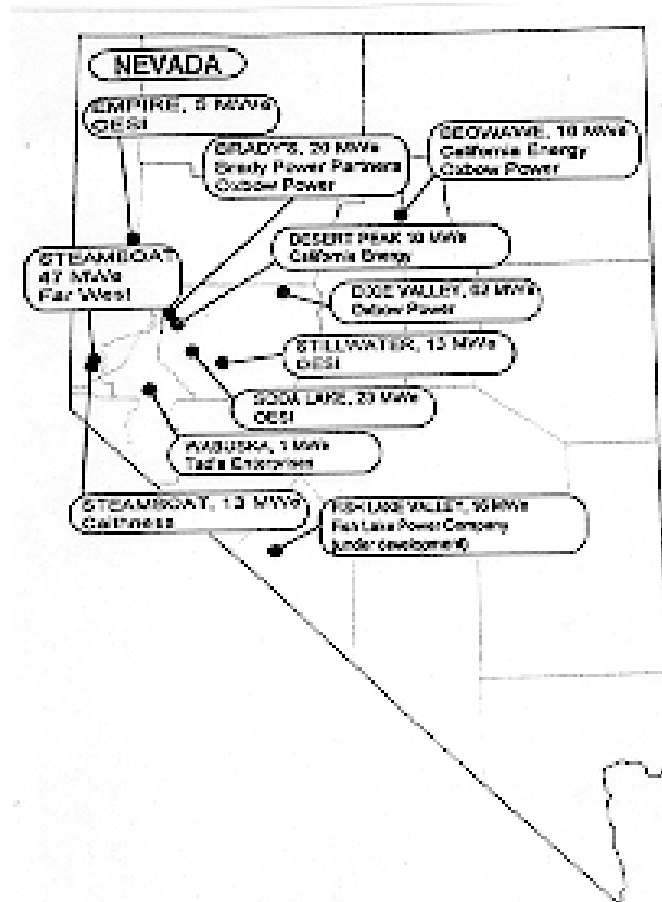 NEVADA
EMPIRE, 5 MWe
OESI
BRADY'S, 20 MWe
Brady Power Partners
Oxbow Power
BEOWAWE, 16 MWe
California Energy
Oxbow Power
STEAMBOAT
47 MWe
Far West
DESERT PEAK 10 MWe
California Energy
DIXIE VALLEY, MWe
Oxbow Power
STILLWATER, 13 MWe
OESI
SODA LAKE, MWe
OESI
WABUSKA, 1 MWe
Tad's Enterprises
STEAMBOAT, 13 MWe
Caithness
FISH LAKE VALLEY, MWe
Fish Lake Power Company
(under development)